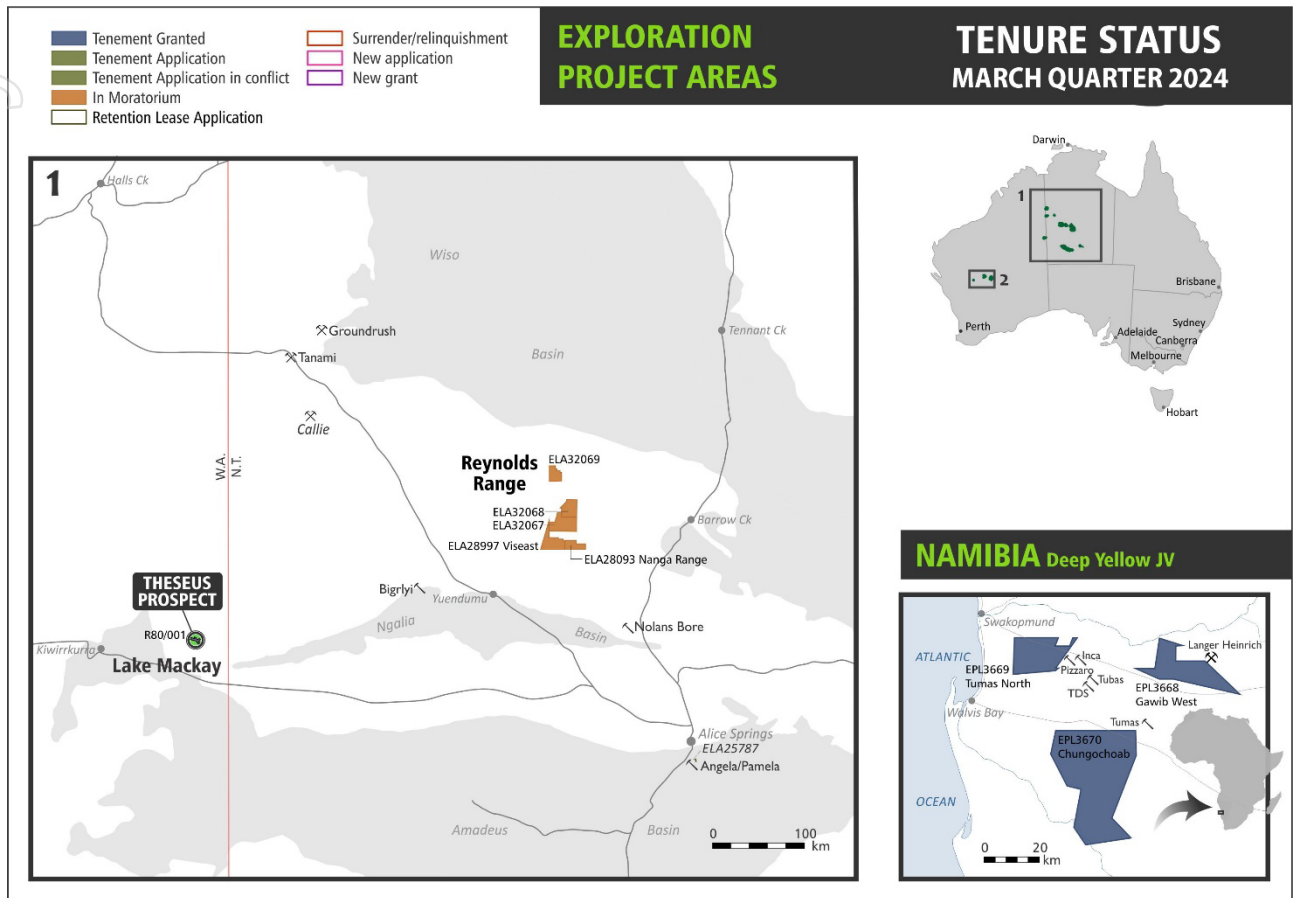 Tenement Granted
Tenement Application
Tenement Application in conflict
In Moratorium
Retention Lease Application
Surrender/relinquishment
New application
New grant
EXPLORATION
PROJECT AREAS
TENURE STATUS
MARCH QUARTER 2024
1
Halls Ck
Wiso
Basin
Groundrush
Tanami
Tennant Ck
Callie
W.A.
N.T.
Reynolds
Range
ELA32069
ELA32068
ELA32067
Barrow Ck
ELA28997 Viseast
ELA28093 Nanga Range
THESEUS
PROSPECT
Bigrlyi
Yuendumu
R80/001
Ngalia
Basin
Nolans Bore
Kiwirrkurra
Lake Mackay
Alice Springs
ELA25787
Angela/Pamela
Amadeus
Basin
0 100
km
Darwin
1
2
Brisbane
Perth
Adelaide
Sydney
Canberra
Melbourne
Hobart
NAMIBIA Deep Yellow JV
Swakopmund
ATLANTIC
Langer Heinrich
Inca
Pizzaro
EPL3669
Tumas North
Tubas
TDS
EPL3668
Gawib West
Walvis Bay
Tumas
EPL3670
Chungochoab
OCEAN
0 20
km